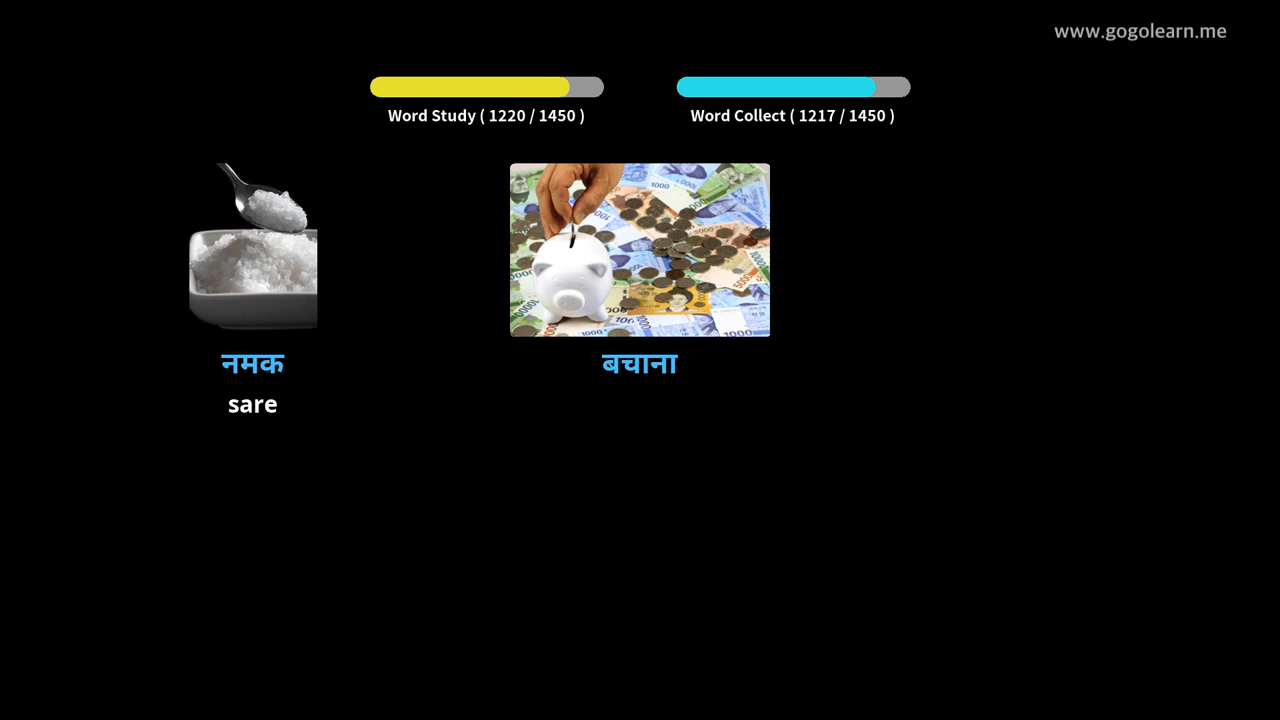 www.gogolearn.me
Word Study ( 1220 / 1450 )
Word Collect ( 1217 / 1450 )
नमक
बचाना
sare